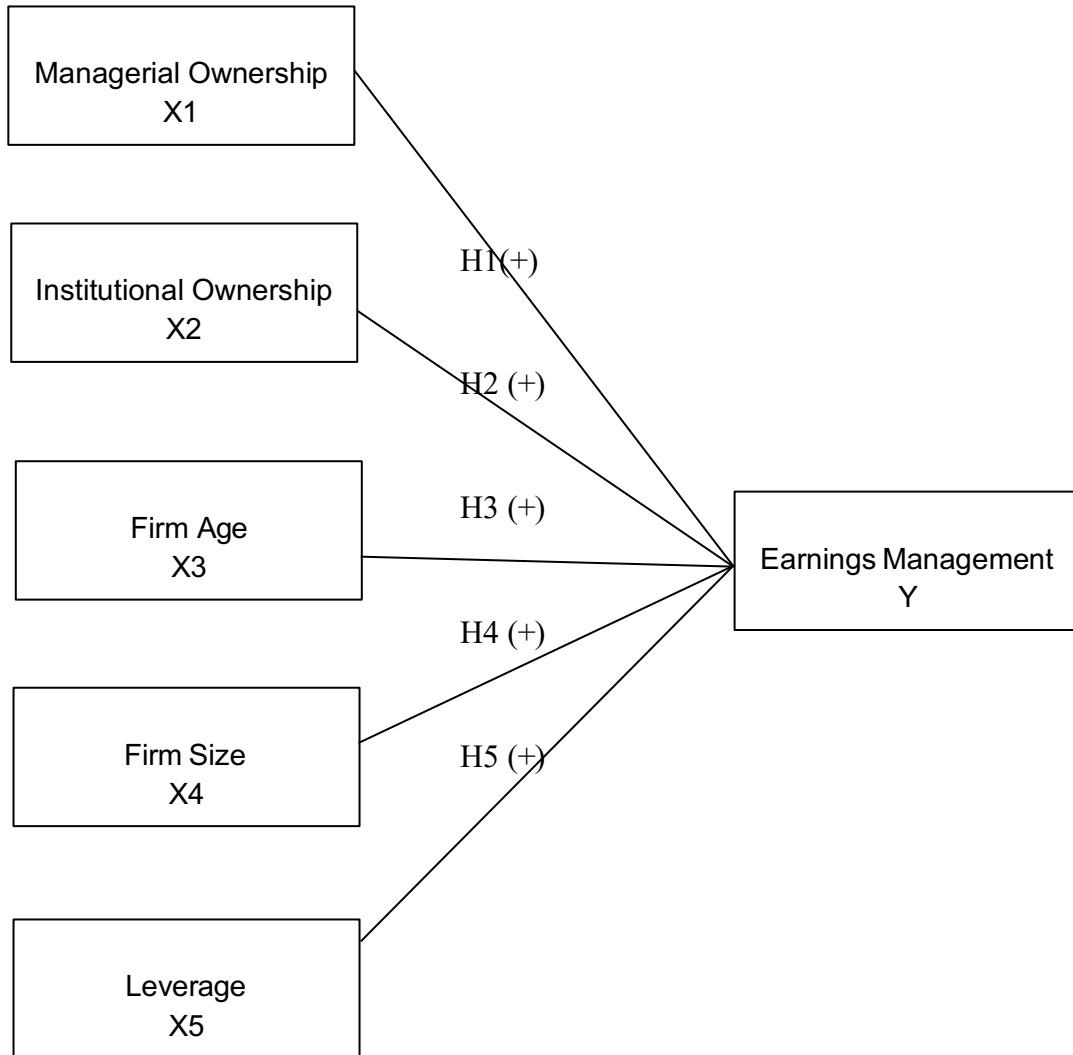 Managerial Ownership
X1
H1(+)
Institutional Ownership
X2
H2 (+)
Firm Age
X3
H3 (+)
Earnings Management
Y
H4 (+)
Firm Size
X4
H5 (+)
Leverage
X5